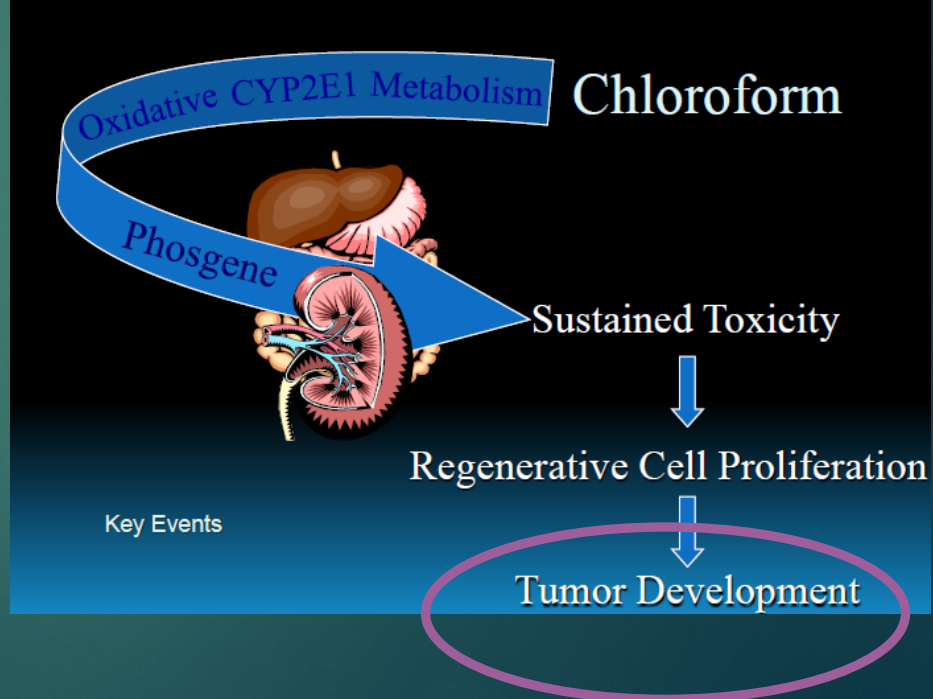 Chloroform
Oxidative CYP2E1 Metabolism
Phosgene
Sustained Toxicity
Regenerative Cell Proliferation
Key Events
Tumor Development